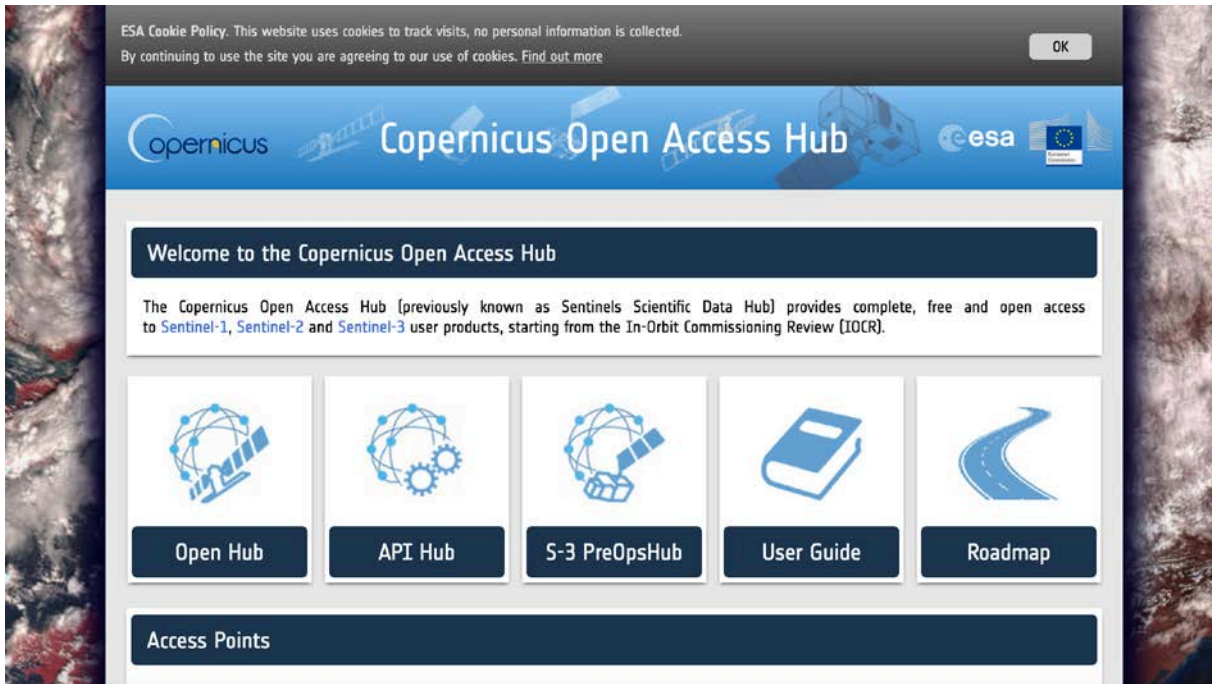 ESA Cookie Policy. This website uses cookies to track visits, no personal information is collected.
By continuing to use the site you are agreeing to our use of cookies. Find out more
OK
Copernicus
Copernicus Open Access Hub
esa
European
Commission
Welcome to the Copernicus Open Access Hub
The Copernicus Open Access Hub (previously known as Sentinels Scientific Data Hub) provides complete, free and open access
to Sentinel-1, Sentinel-2 and Sentinel-3 user products, starting from the In-Orbit Commissioning Review (IOCR).
Open Hub
API Hub
S-3 PreOpsHub
User Guide
Roadmap
Access Points